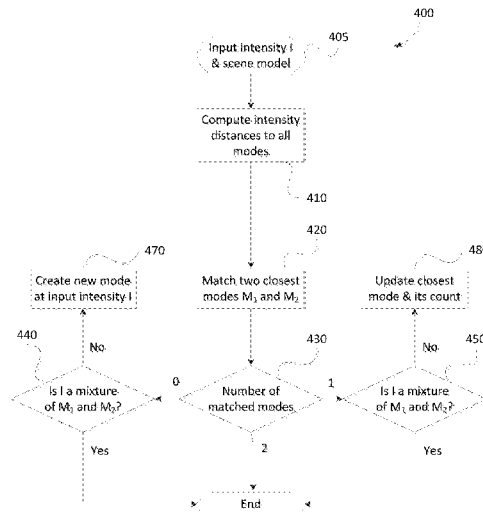 400
Input intensity I
& scene model
405
Compute intensity
distances to all
modes
410
420
470
480
Create new mode
at input intensity I
Match two closest
modes M1 and M2
Update closest
mode & its count
440
No
430
No
450
Is I a mixture
of M1 and M2?
0
Number of
matched modes
1
Is I a mixture
of M1 and M2?
Yes
2
Yes
End